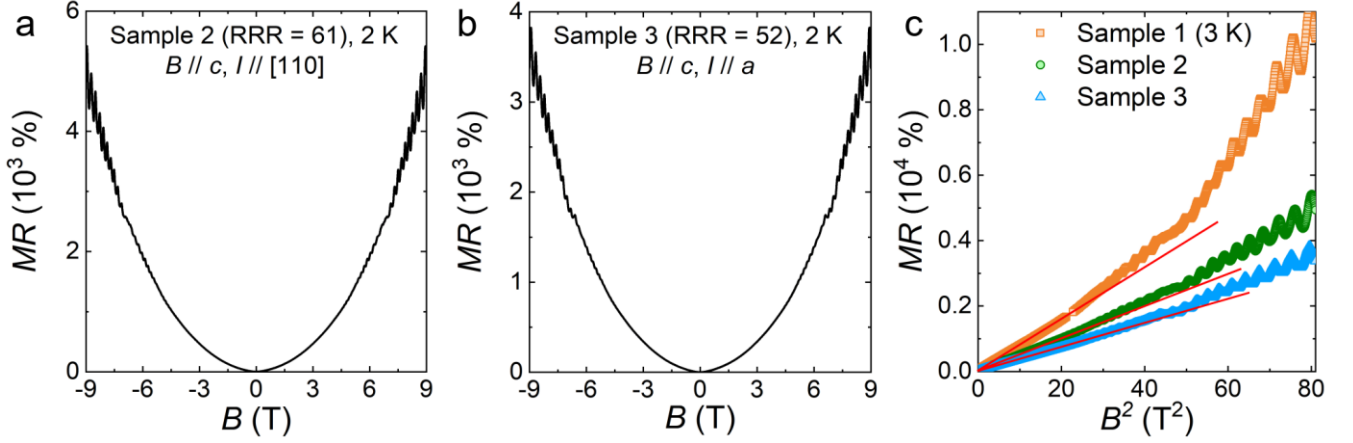 a
Sample 2 (RRR = 61), 2 K
B // c, I // [110]
MR (10³ %)
6
4
2
0
-9 -6 -3 0 3 6 9
B (T)
b
Sample 3 (RRR = 52), 2 K
B // c, I // a
MR (10³ %)
4
3
2
1
0
-9 -6 -3 0 3 6 9
B (T)
c
Sample 1 (3 K)
Sample 2
Sample 3
MR (10⁴ %)
1.0
0.8
0.6
0.4
0.2
0.0
0 20 40 60 80
B² (T²)